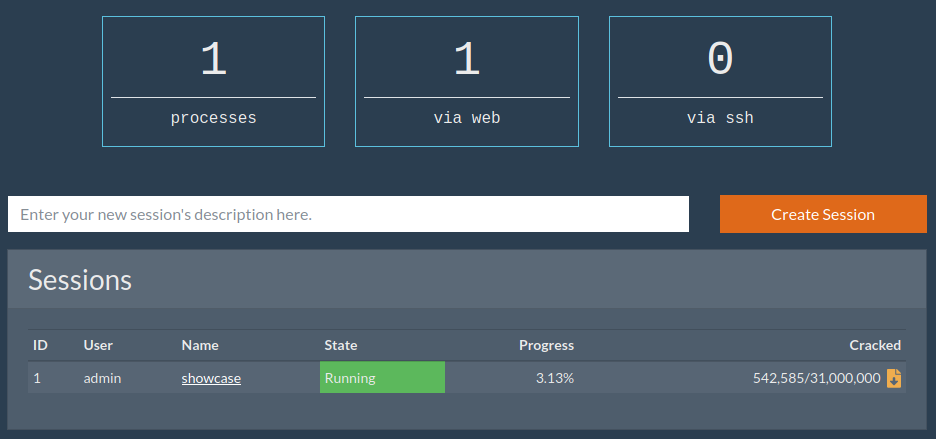 1 1 0
processes via web via ssh
Enter your new session's description here. Create Session
Sessions
ID User Name State Progress Cracked
1 admin showcase Running 3.13% 542,585/31,000,000